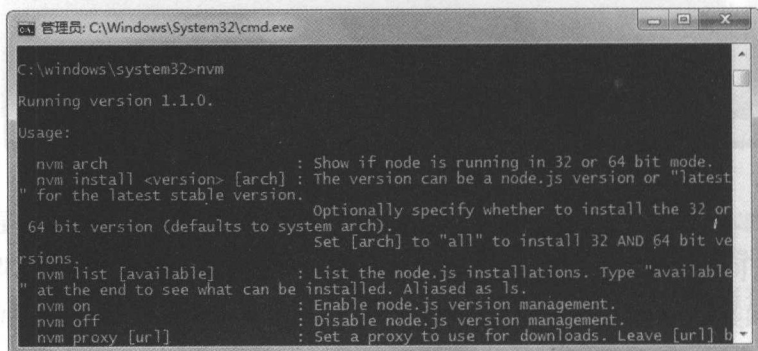 管理员: C:\Windows\System32\cmd.exe
C:\windows\system32>nvm
Running version 1.1.0.
Usage:
nvm arch : Show if node is running in 32 or 64 bit mode.
nvm install <version> [arch] : The version can be a node.js version or "latest
" for the latest stable version.
Optionally specify whether to install the 32 or
64 bit version (defaults to system arch).
Set [arch] to "all" to install 32 AND 64 bit ve
rsions.
nvm list [available] : List the node.js installations. Type "available
" at the end to see what can be installed. Aliased as ls.
nvm on : Enable node.js version management.
nvm off : Disable node.js version management.
nvm proxy [url] : Set a proxy to use for downloads. Leave [url] b